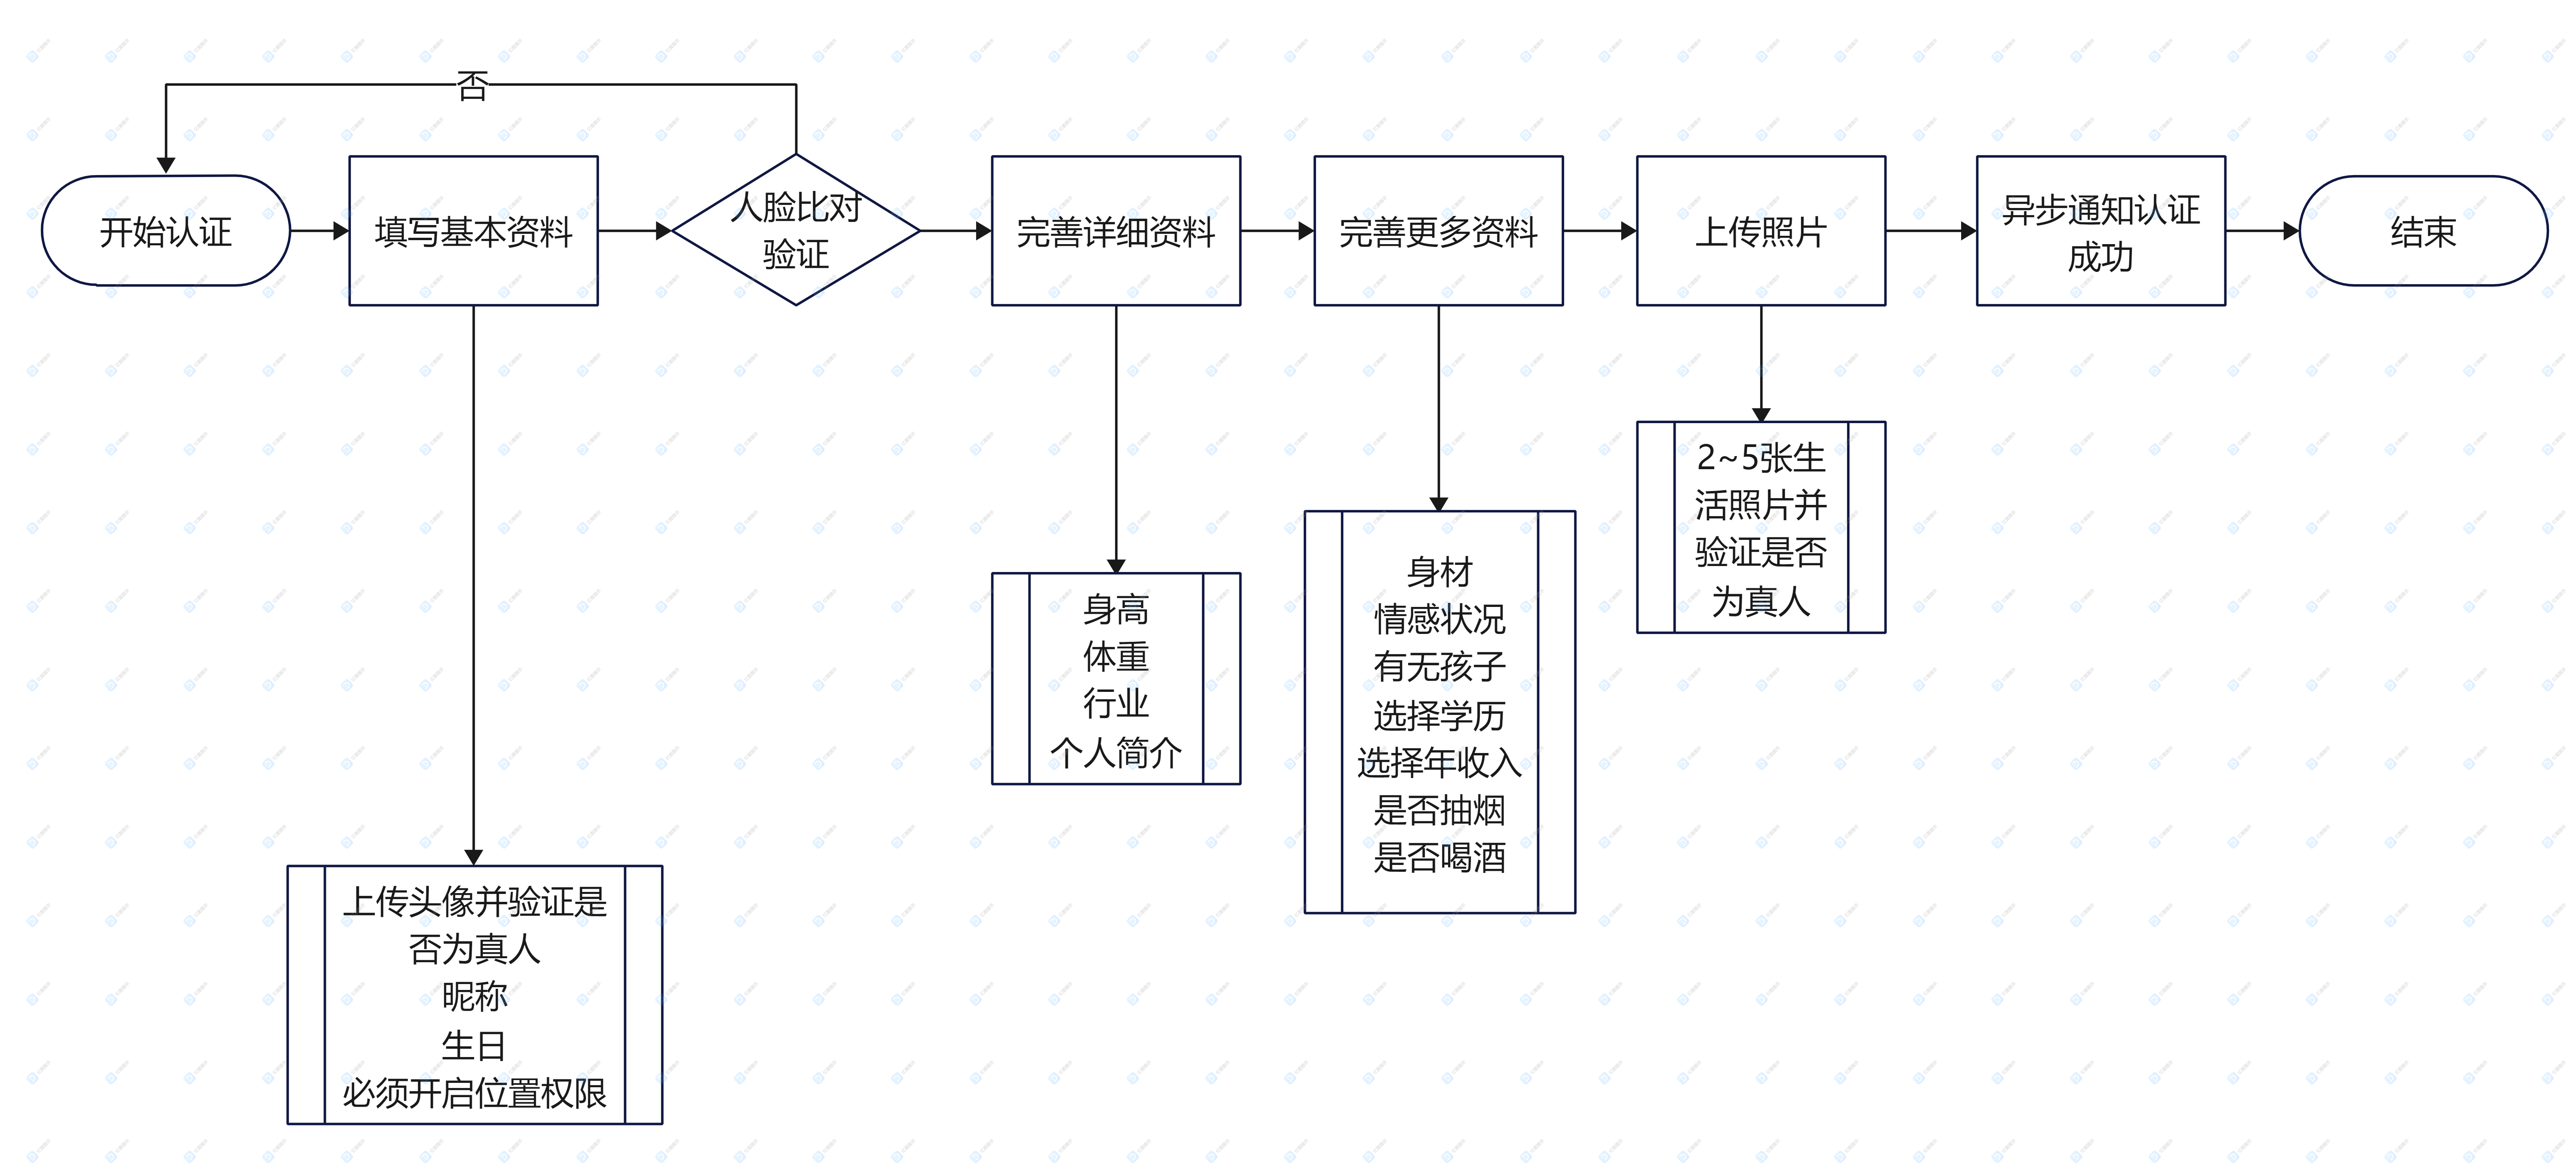 否
开始认证
填写基本资料
人脸比对
验证
完善详细资料
完善更多资料
上传照片
异步通知认证
成功
结束
2~5张生
活照片并
验证是否
为真人
身高
体重
行业
个人简介
身材
情感状况
有无孩子
选择学历
选择年收入
是否抽烟
是否喝酒
上传头像并验证是
否为真人
昵称
生日
必须开启位置权限